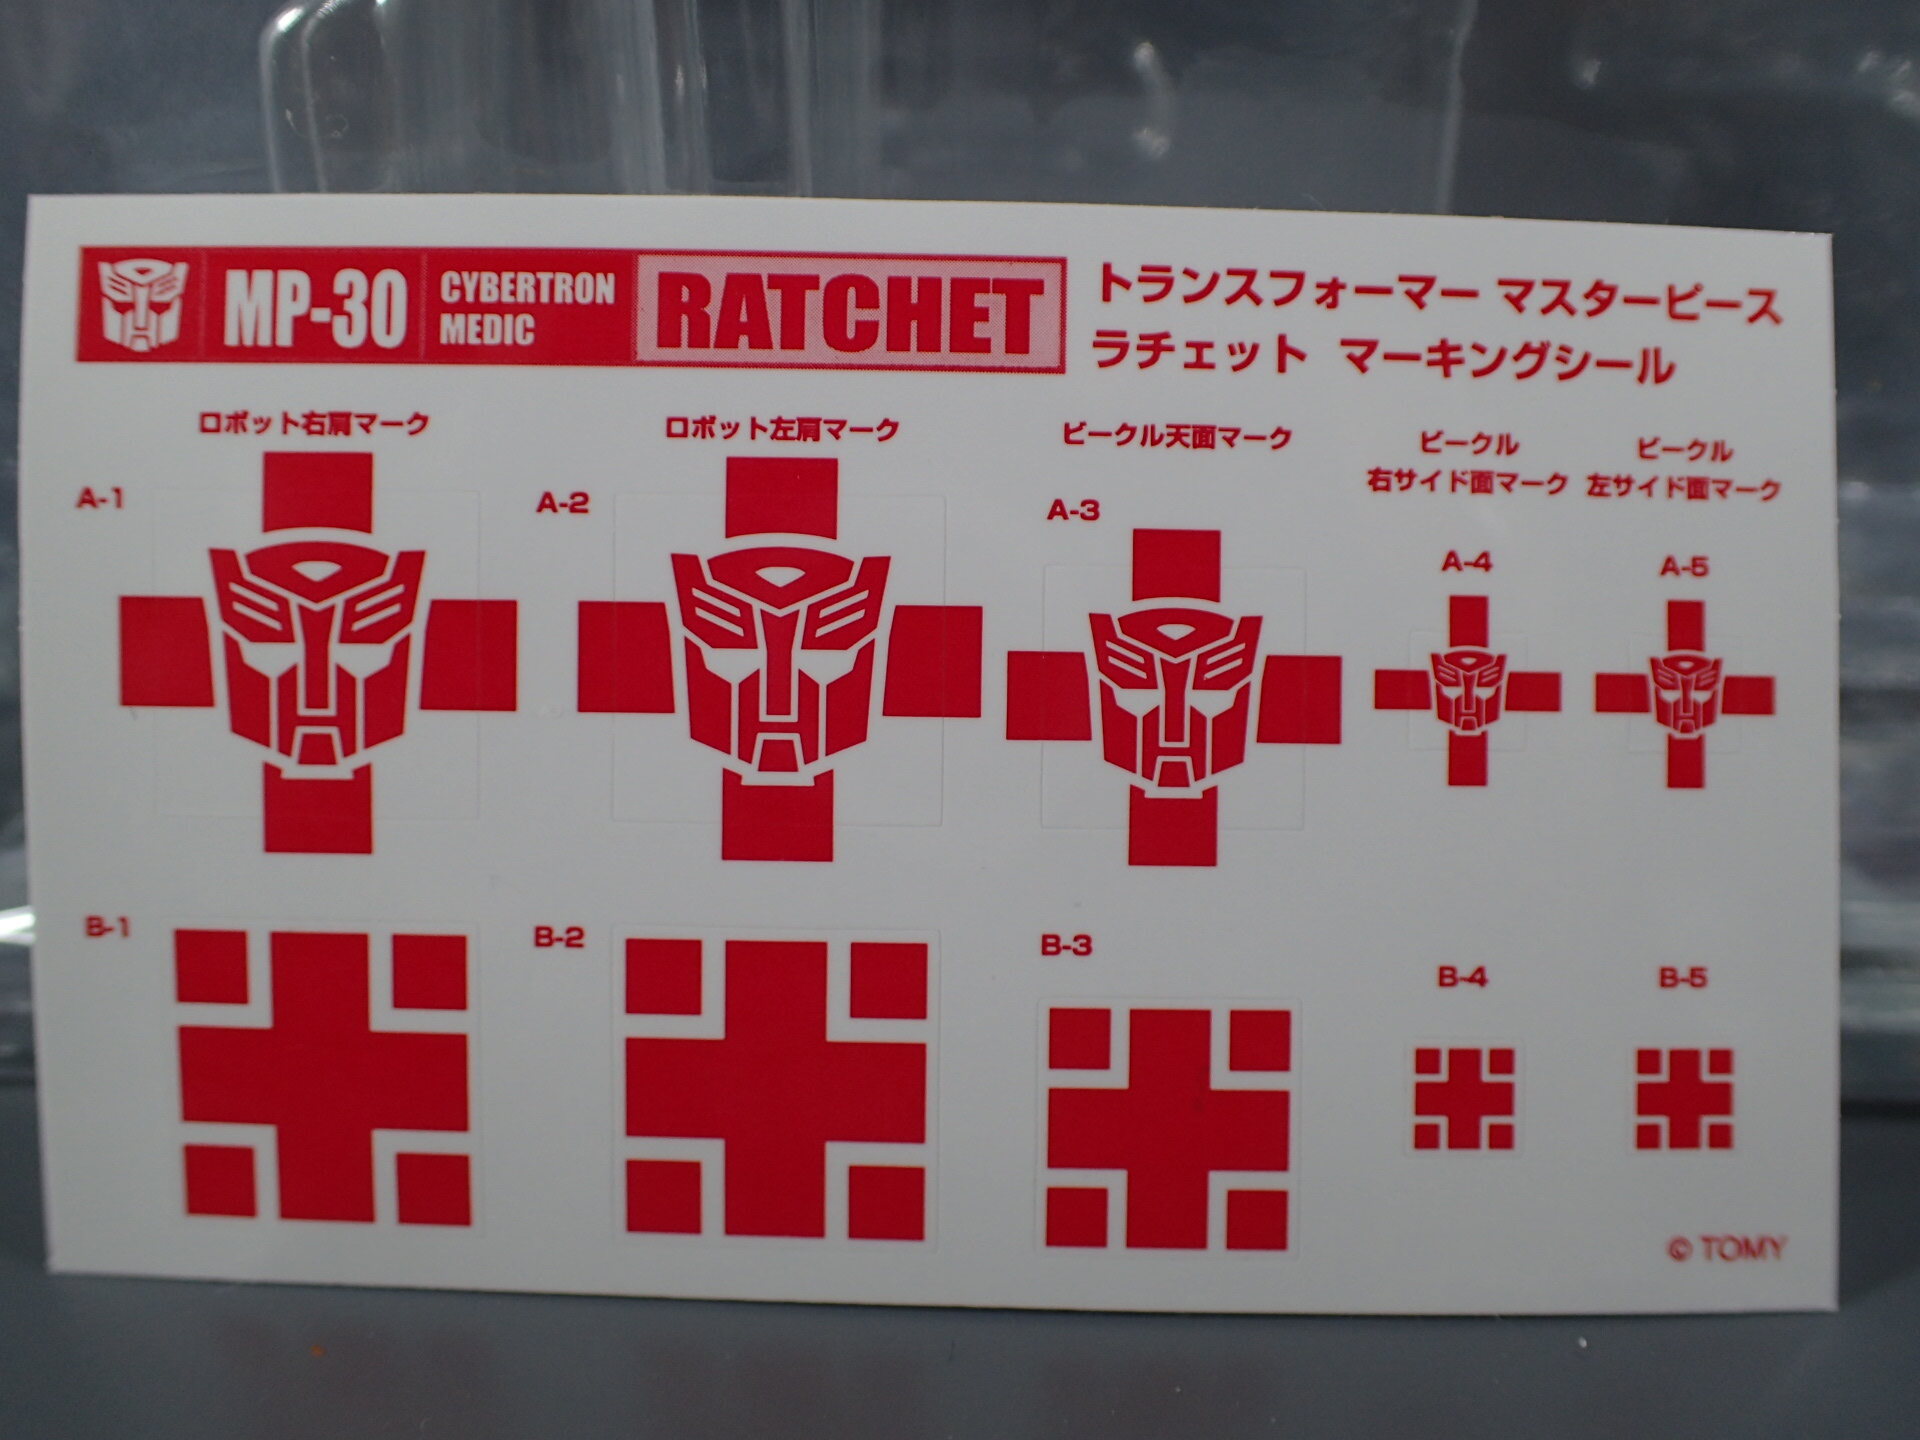 MP-30 CYBERTRON MEDIC RATCHET
トランスフォーマー マスターピース
ラチェット マーキングシール
ロボット右肩マーク
ロボット左肩マーク
ビークル天面マーク
ビークル
右サイド面マーク
ビークル
左サイド面マーク
A-1
A-2
A-3
A-4
A-5
B-1
B-2
B-3
B-4
B-5
© TOMY